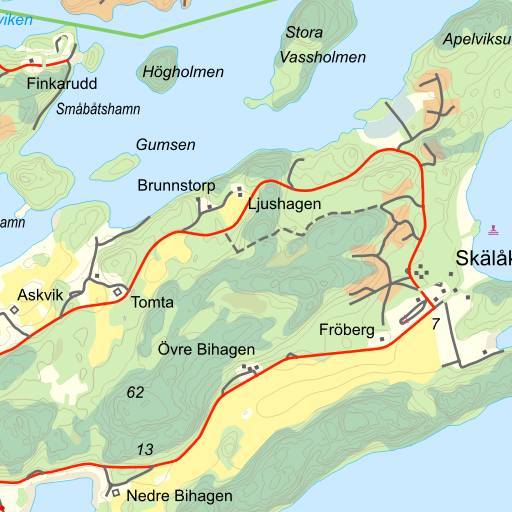 viken
Stora
Vassholmen
Apelviksu
Högholmen
Finkarudd
Småbåtshamn
Gumsen
Brunnstorp
Ljushagen
amn
Skälåk
Askvik
Tomta
Fröberg
7
Övre Bihagen
62
13
Nedre Bihagen